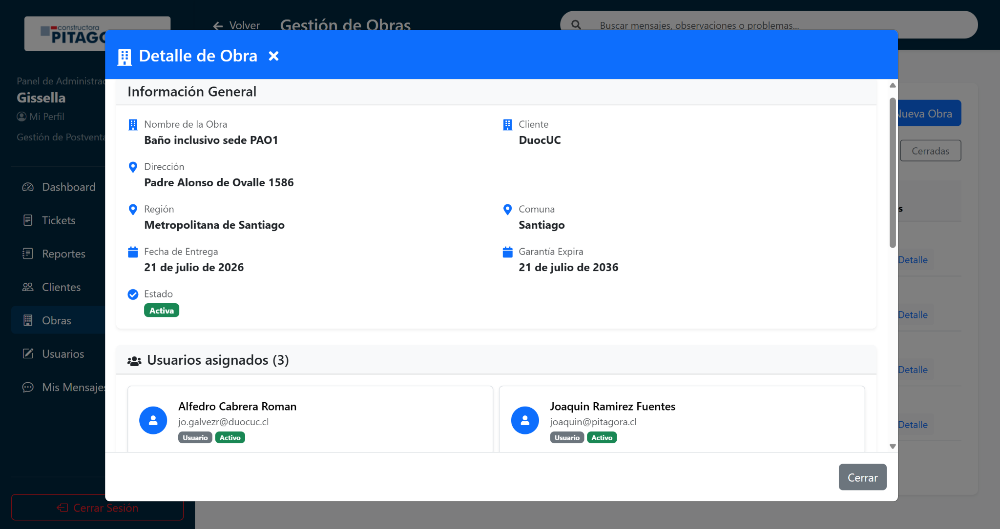 constructora
PITAGO
Volver
Gestión de Obras
Buscar mensajes, observaciones o problemas...
Panel de Administrac
Gissella
Mi Perfil
Gestión de Postventa
Dashboard
Tickets
Reportes
Clientes
Obras
Usuarios
Mis Mensajes
Cerrar Sesión
Detalle de Obra
Información General
Nombre de la Obra
Baño inclusivo sede PAO1
Cliente
DuocUC
Dirección
Padre Alonso de Ovalle 1586
Región
Metropolitana de Santiago
Comuna
Santiago
Fecha de Entrega
21 de julio de 2026
Garantía Expira
21 de julio de 2036
Estado
Activa
Usuarios asignados (3)
Alfedro Cabrera Roman
jo.galvezr@duocuc.cl
Usuario Activo
Joaquin Ramirez Fuentes
joaquin@pitagora.cl
Usuario Activo
Cerrar
Nueva Obra
Cerradas
s
Detalle
Detalle
Detalle
Detalle